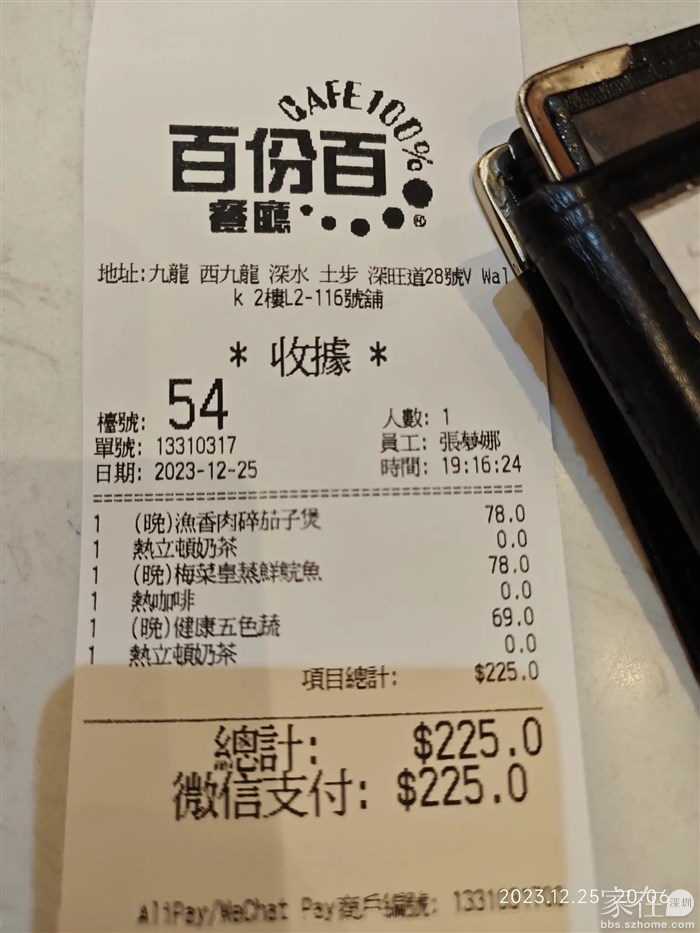 CAFE100%
百份百
餐廳®
地址:九龍 西九龍 深水 土步 深旺道28號V Wal
k 2樓L2-116號舖
* 收據 *
檯號: 54 人數: 1
單號: 13310317 員工: 張夢娜
日期: 2023-12-25 時間: 19:16:24
1 (晚)漁香肉碎茄子煲 78.0
1 熱立頓奶茶 0.0
1 (晚)梅菜皇蒸鮮鯇魚 78.0
1 熱咖啡 0.0
1 (晚)健康五色蔬 69.0
1 熱立頓奶茶 0.0
項目總計: $225.0
總計: $225.0
微信支付: $225.0
AliPay/WeChat Pay商戶編號:
2023.12.25 20:06
家在深圳
bbs.szhome.com